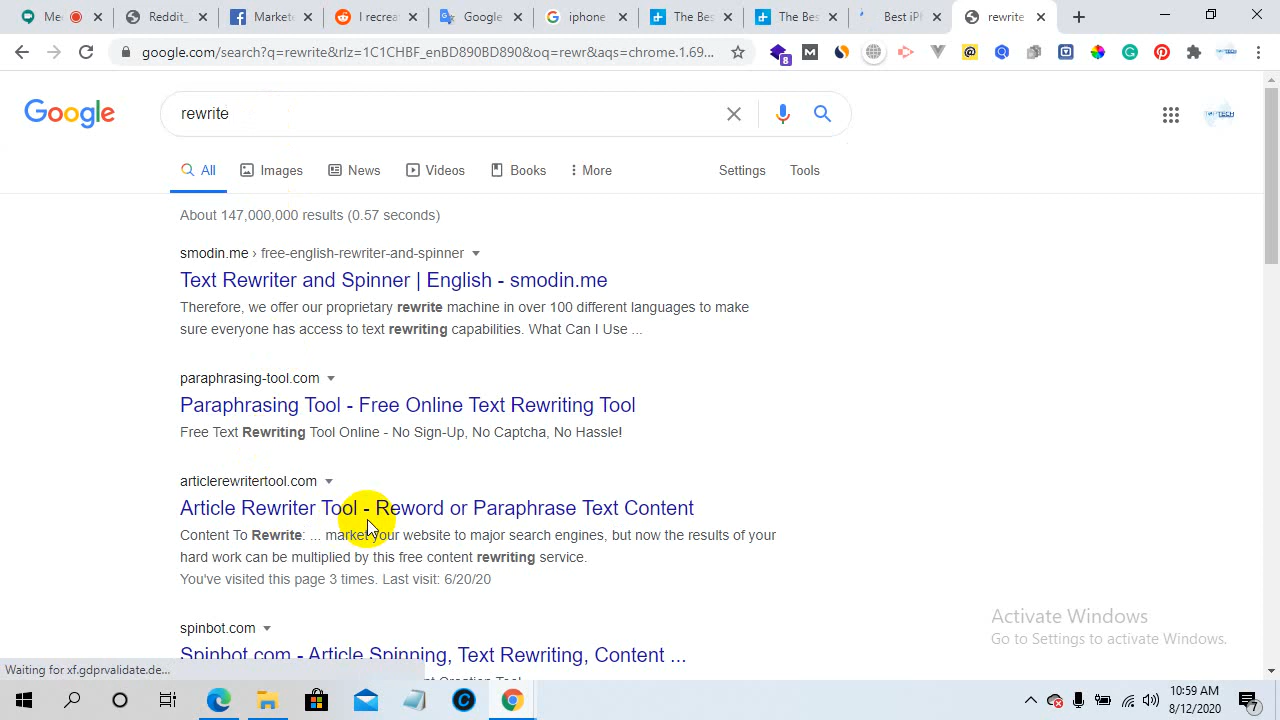 Me
Reddit_
Market
I recrea
Google
iphone
The Bes
The Bes
Best iPl
rewrite
google.com/search?q=rewrite&rlz=1C1CHBF_enBD890BD890&oq=rewr&aqs=chrome.1.69...
8
Google
rewrite
All
Images
News
Videos
Books
More
Settings
Tools
About 147,000,000 results (0.57 seconds)
smodin.me › free-english-rewriter-and-spinner
Text Rewriter and Spinner | English - smodin.me
Therefore, we offer our proprietary rewrite machine in over 100 different languages to make
sure everyone has access to text rewriting capabilities. What Can I Use ...
paraphrasing-tool.com
Paraphrasing Tool - Free Online Text Rewriting Tool
Free Text Rewriting Tool Online - No Sign-Up, No Captcha, No Hassle!
articlerewritertool.com
Article Rewriter Tool - Reword or Paraphrase Text Content
Content To Rewrite: ... market your website to major search engines, but now the results of your
hard work can be multiplied by this free content rewriting service.
You've visited this page 3 times. Last visit: 6/20/20
spinbot.com
Spinbot.com - Article Spinning, Text Rewriting, Content ...
Activate Windows
Go to Settings to activate Windows.
Waiting for xf.gdprvalidate.de...
10:59 AM
8/12/2020
7